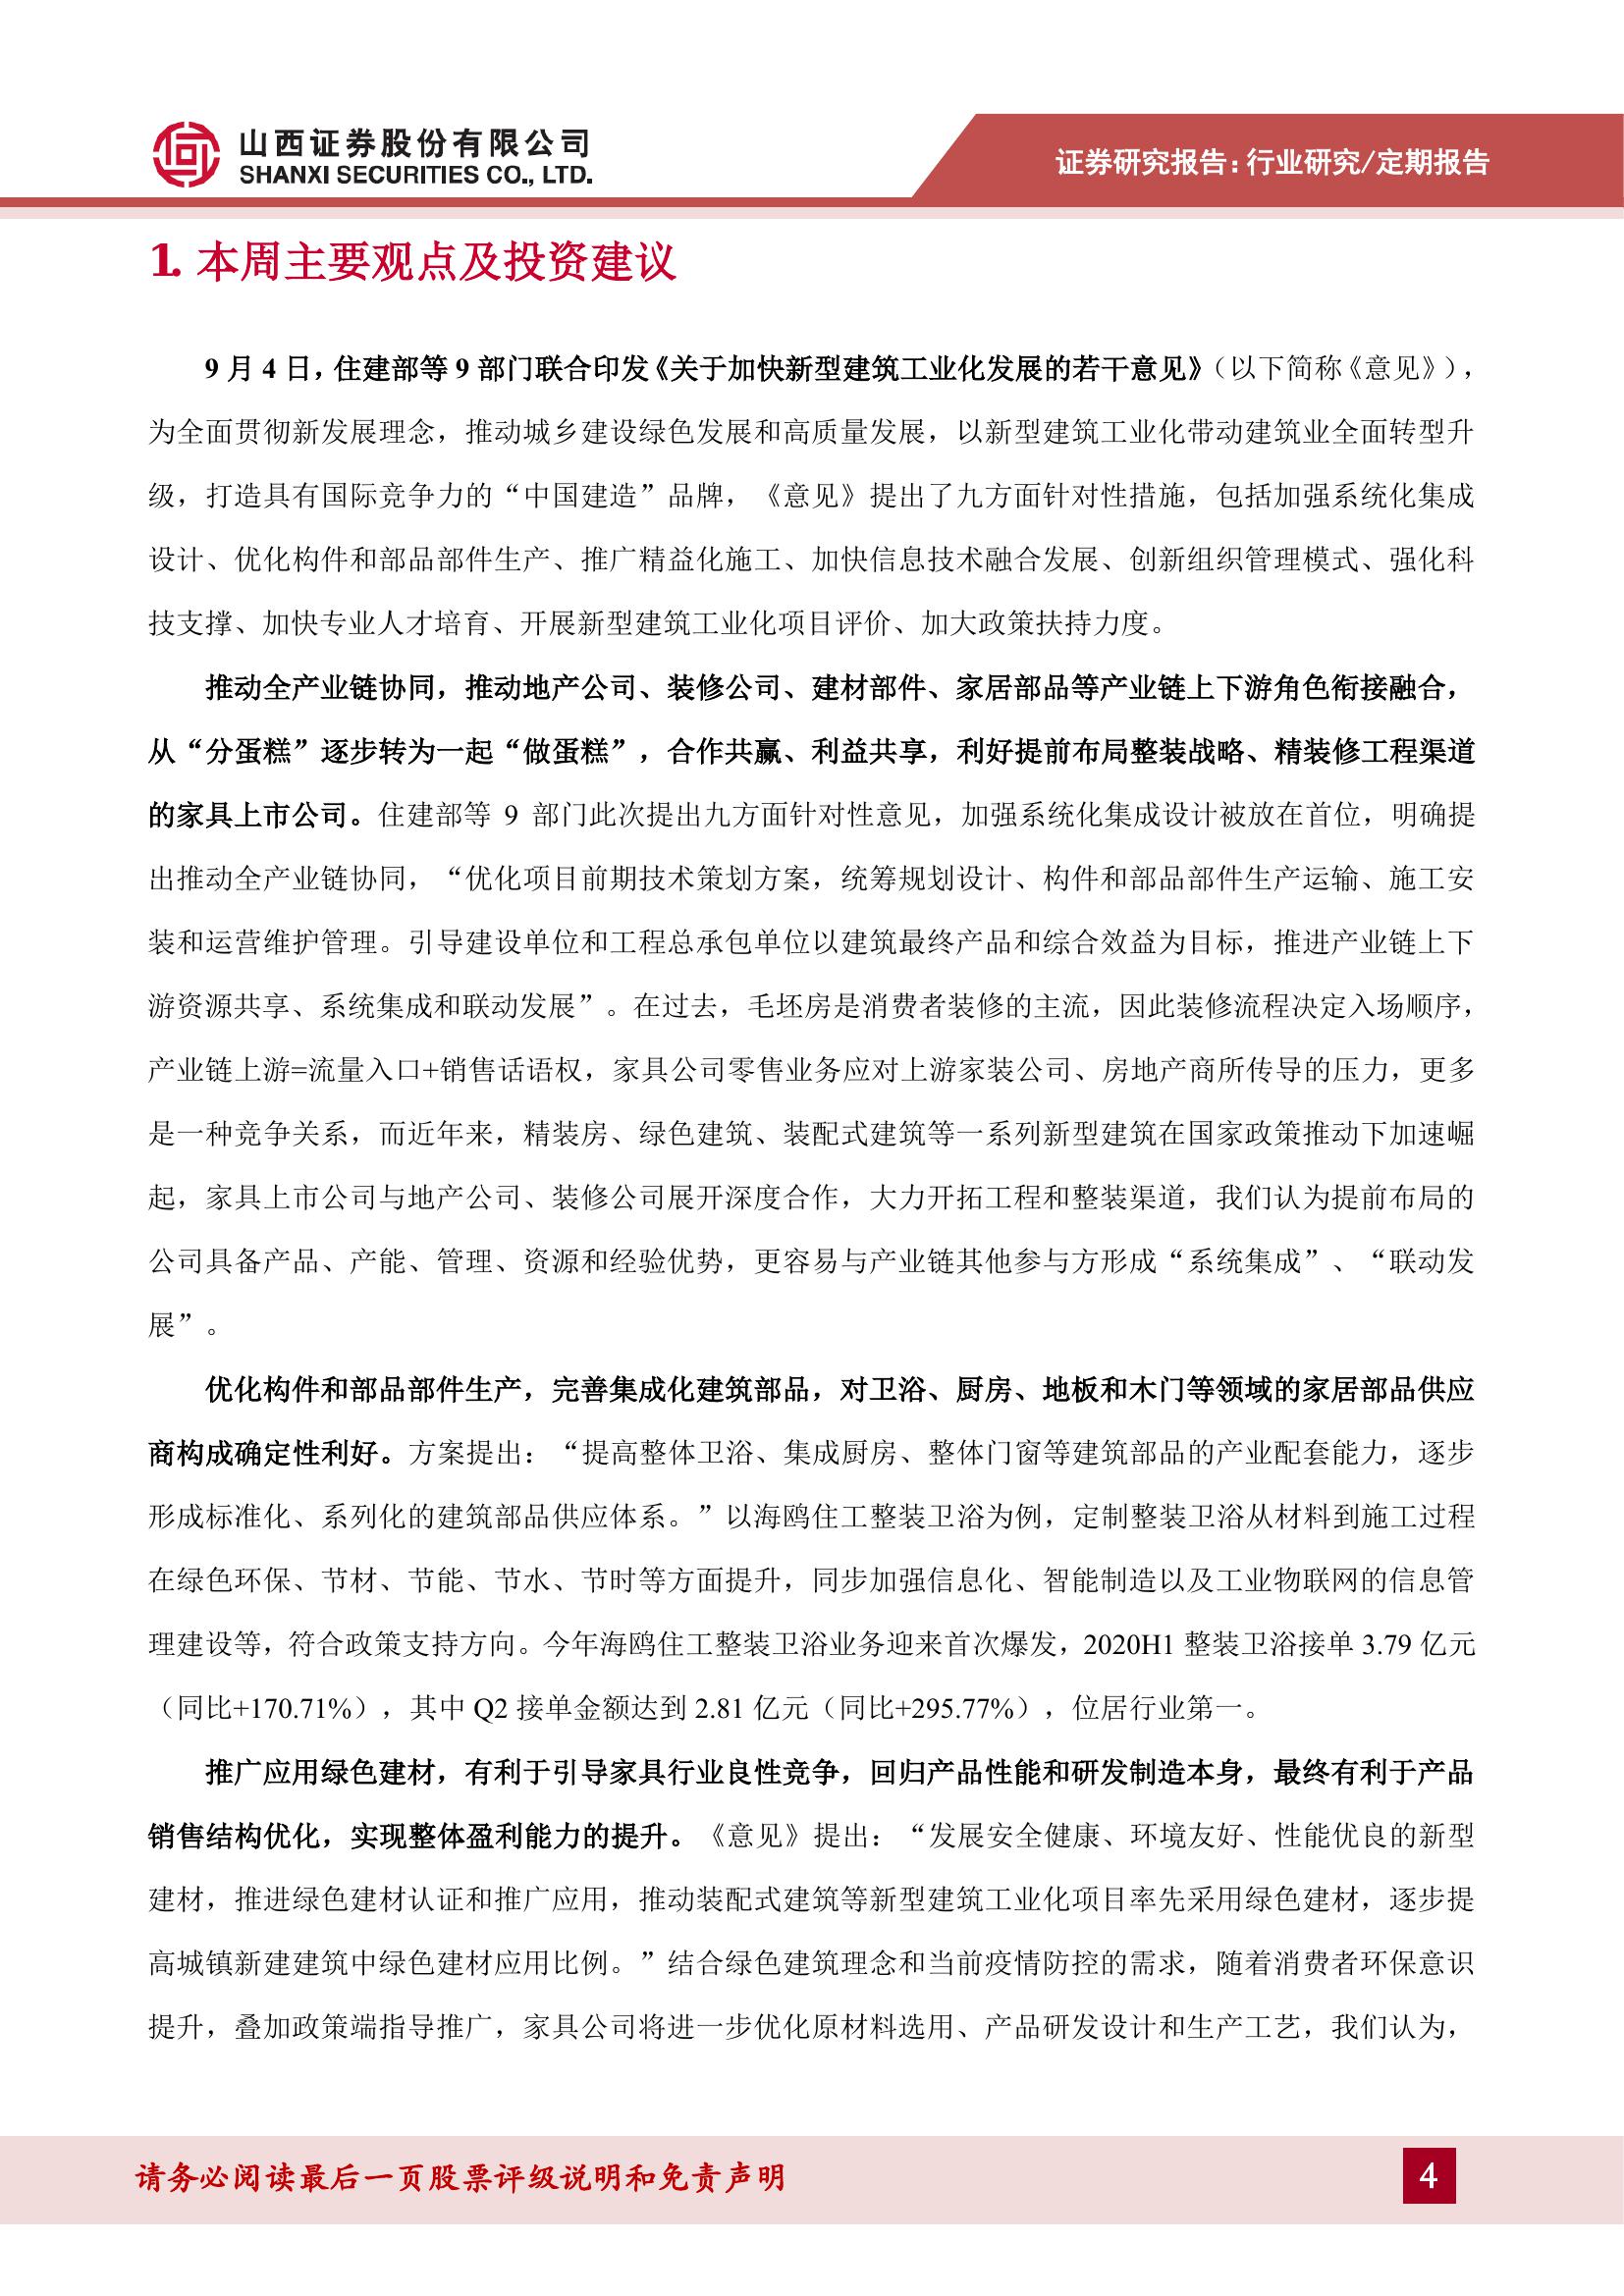 山西证券股份有限公司
SHANXI SECURITIES CO., LTD.
证券研究报告：行业研究/定期报告
1. 本周主要观点及投资建议
9 月 4 日，住建部等 9 部门联合印发《关于加快新型建筑工业化发展的若干意见》（以下简称《意见》），
为全面贯彻新发展理念，推动城乡建设绿色发展和高质量发展，以新型建筑工业化带动建筑业全面转型升
级，打造具有国际竞争力的“中国建造”品牌，《意见》提出了九方面针对性措施，包括加强系统化集成
设计、优化构件和部品部件生产、推广精益化施工、加快信息技术融合发展、创新组织管理模式、强化科
技支撑、加快专业人才培育、开展新型建筑工业化项目评价、加大政策扶持力度。
推动全产业链协同，推动地产公司、装修公司、建材部件、家居部品等产业链上下游角色衔接融合，
从“分蛋糕”逐步转为一起“做蛋糕”，合作共赢、利益共享，利好提前布局整装战略、精装修工程渠道
的家具上市公司。住建部等 9 部门此次提出九方面针对性意见，加强系统化集成设计被放在首位，明确提
出推动全产业链协同，“优化项目前期技术策划方案，统筹规划设计、构件和部品部件生产运输、施工安
装和运营维护管理。引导建设单位和工程总承包单位以建筑最终产品和综合效益为目标，推进产业链上下
游资源共享、系统集成和联动发展”。在过去，毛坯房是消费者装修的主流，因此装修流程决定入场顺序，
产业链上游=流量入口+销售话语权，家具公司零售业务应对上游家装公司、房地产商所传导的压力，更多
是一种竞争关系，而近年来，精装房、绿色建筑、装配式建筑等一系列新型建筑在国家政策推动下加速崛
起，家具上市公司与地产公司、装修公司展开深度合作，大力开拓工程和整装渠道，我们认为提前布局的
公司具备产品、产能、管理、资源和经验优势，更容易与产业链其他参与方形成“系统集成”、“联动发
展”。
优化构件和部品部件生产，完善集成化建筑部品，对卫浴、厨房、地板和木门等领域的家居部品供应
商构成确定性利好。方案提出：“提高整体卫浴、集成厨房、整体门窗等建筑部品的产业配套能力，逐步
形成标准化、系列化的建筑部品供应体系。”以海鸥住工整装卫浴为例，定制整装卫浴从材料到施工过程
在绿色环保、节材、节能、节水、节时等方面提升，同步加强信息化、智能制造以及工业物联网的信息管
理建设等，符合政策支持方向。今年海鸥住工整装卫浴业务迎来首次爆发，2020H1 整装卫浴接单 3.79 亿元
（同比+170.71%），其中 Q2 接单金额达到 2.81 亿元（同比+295.77%），位居行业第一。
推广应用绿色建材，有利于引导家具行业良性竞争，回归产品性能和研发制造本身，最终有利于产品
销售结构优化，实现整体盈利能力的提升。《意见》提出：“发展安全健康、环境友好、性能优良的新型
建材，推进绿色建材认证和推广应用，推动装配式建筑等新型建筑工业化项目率先采用绿色建材，逐步提
高城镇新建建筑中绿色建材应用比例。”结合绿色建筑理念和当前疫情防控的需求，随着消费者环保意识
提升，叠加政策端指导推广，家具公司将进一步优化原材料选用、产品研发设计和生产工艺，我们认为，
请务必阅读最后一页股票评级说明和免责声明
4